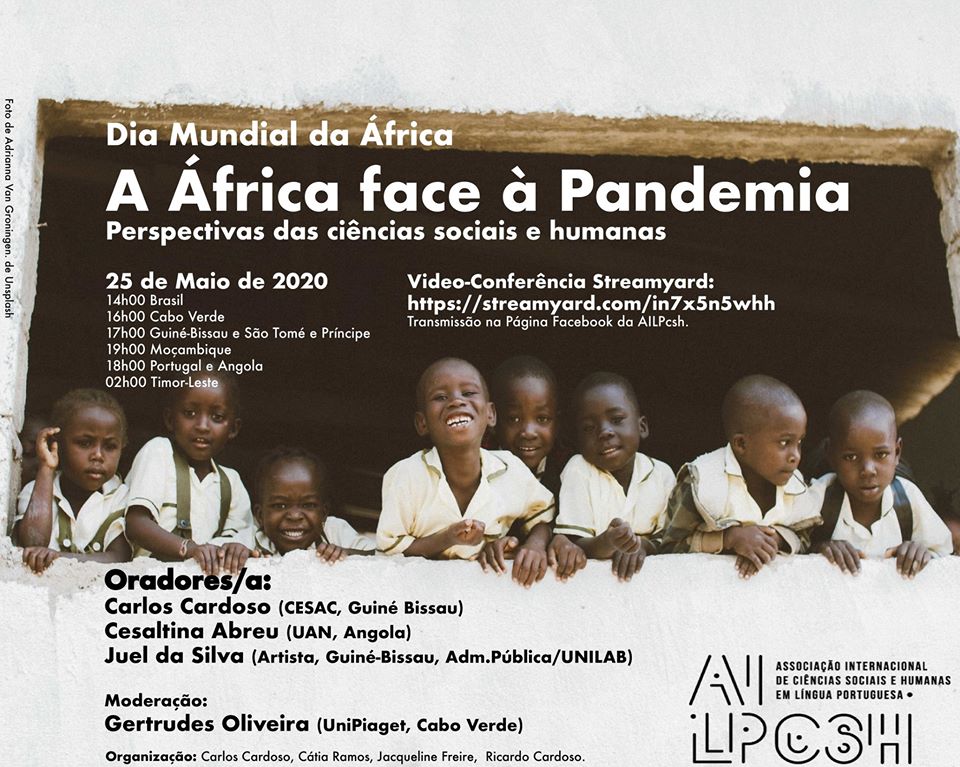 Dia Mundial da África
A África face à Pandemia
Perspectivas das ciências sociais e humanas
25 de Maio de 2020
14h00 Brasil
16h00 Cabo Verde
17h00 Guiné-Bissau e São Tomé e Príncipe
19h00 Moçambique
18h00 Portugal e Angola
02h00 Timor-Leste
Video-Conferência Streamyard:
https://streamyard.com/in7x5n5whh
Transmissão na Página Facebook da AILPcsh.
Foto de Adrianna Van Groningen. de Unsplash
Oradores/a:
Carlos Cardoso (CESAC, Guiné Bissau)
Cesaltina Abreu (UAN, Angola)
Juel da Silva (Artista, Guiné-Bissau, Adm.Pública/UNILAB)
Moderação:
Gertrudes Oliveira (UniPiaget, Cabo Verde)
Organização: Carlos Cardoso, Cátia Ramos, Jacqueline Freire, Ricardo Cardoso.
AI
LPCSH
ASSOCIAÇÃO INTERNACIONAL
DE CIÊNCIAS SOCIAIS E HUMANAS
EM LÍNGUA PORTUGUESA •